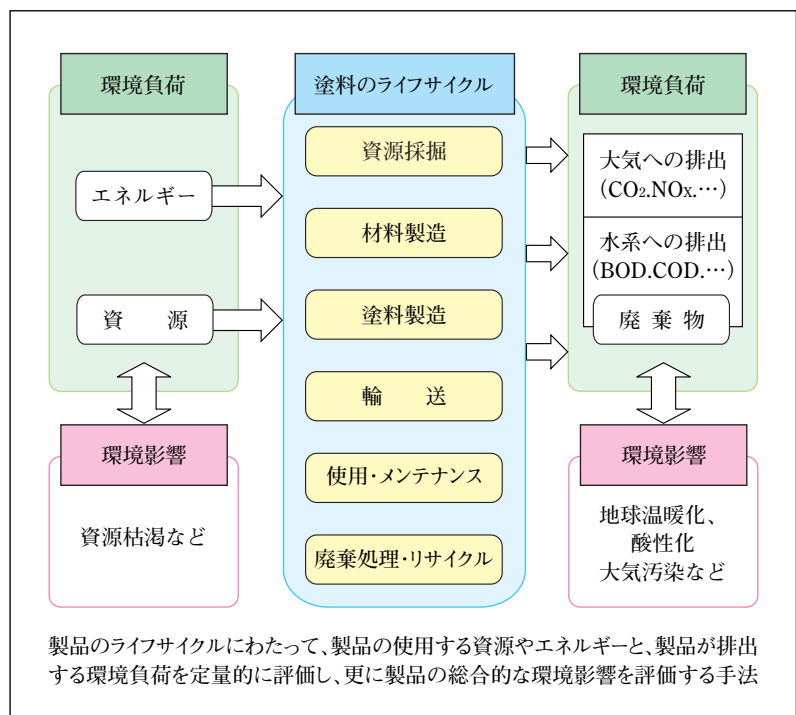 環境負荷
エネルギー
資　源
環境影響
資源枯渇など
塗料のライフサイクル
資源採掘
材料製造
塗料製造
輸　送
使用・メンテナンス
廃棄処理・リサイクル
環境負荷
大気への排出
(CO₂.NOx.…)
水系への排出
(BOD.COD.…)
廃 棄 物
環境影響
地球温暖化、
酸性化
大気汚染など
製品のライフサイクルにわたって、製品の使用する資源やエネルギーと、製品が排出
する環境負荷を定量的に評価し、更に製品の総合的な環境影響を評価する手法